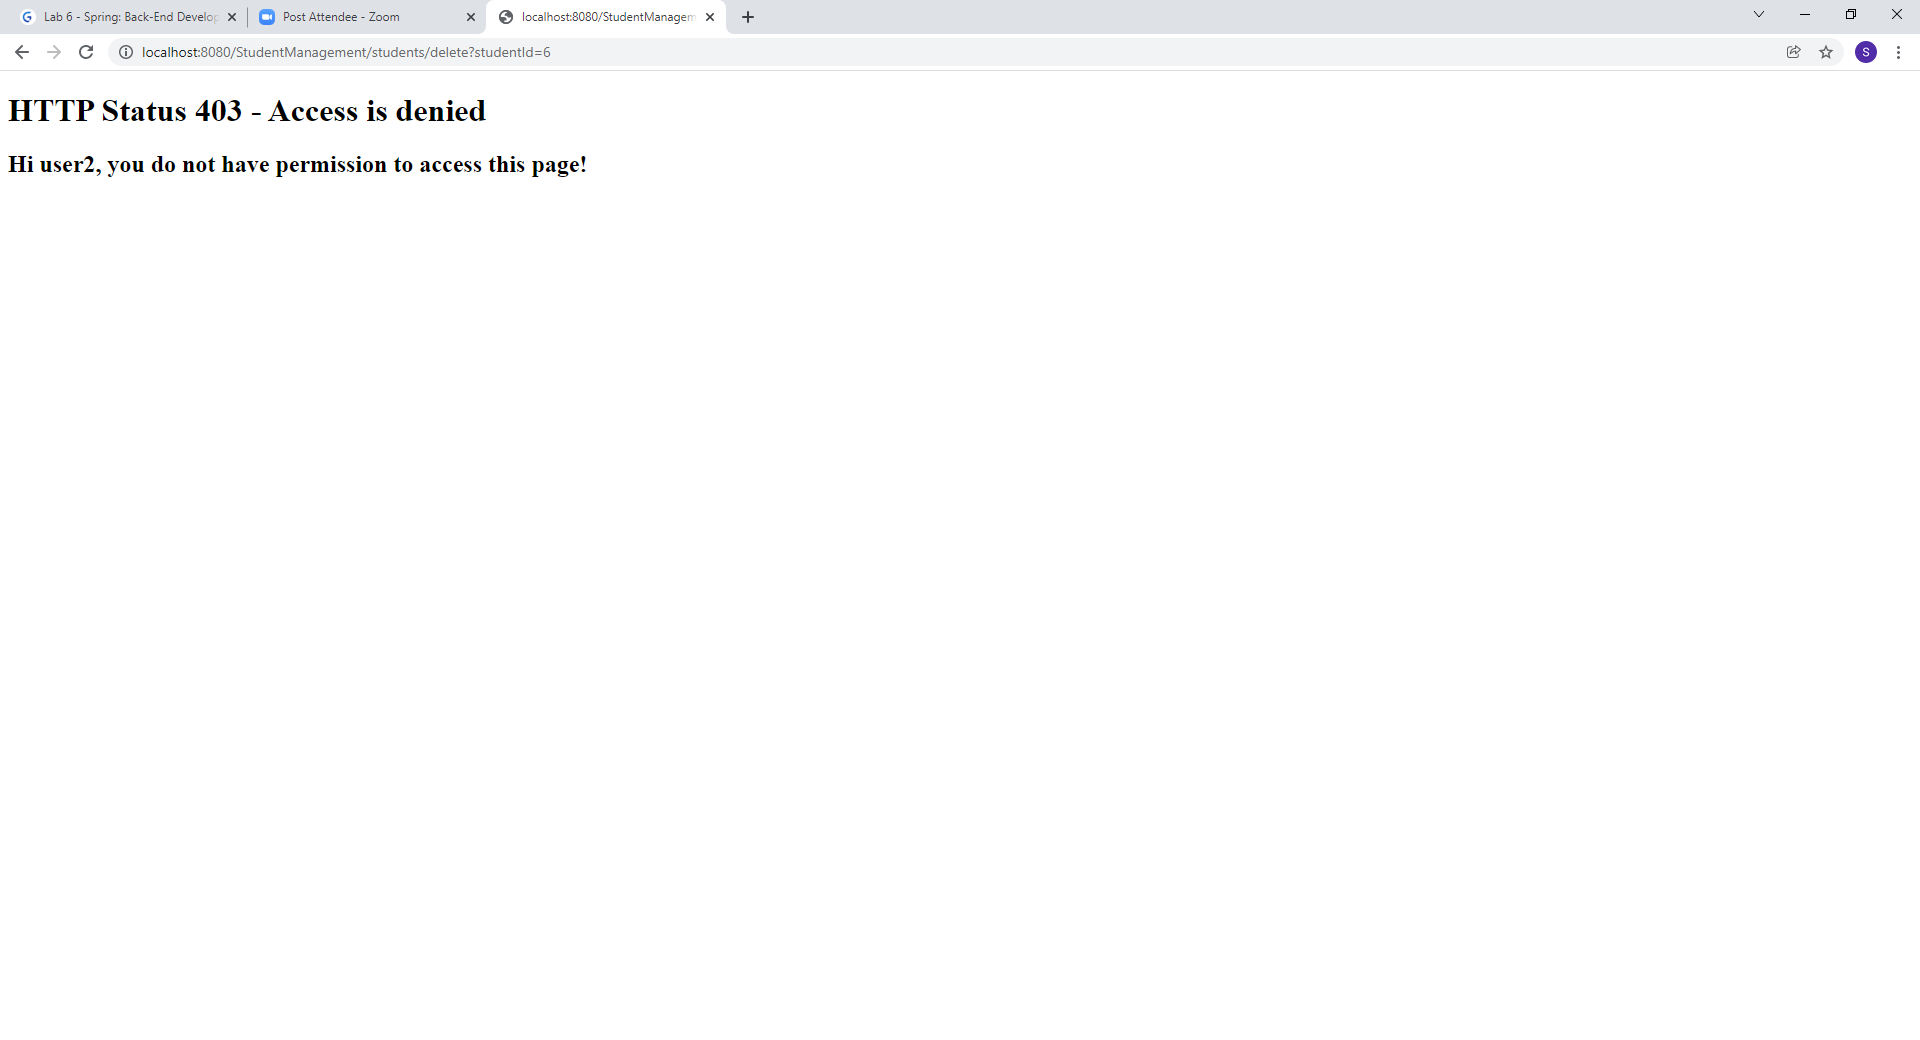 Lab 6 - Spring: Back-End Develop
Post Attendee - Zoom
localhost:8080/StudentManagem
localhost:8080/StudentManagement/students/delete?studentId=6
S
HTTP Status 403 - Access is denied
Hi user2, you do not have permission to access this page!